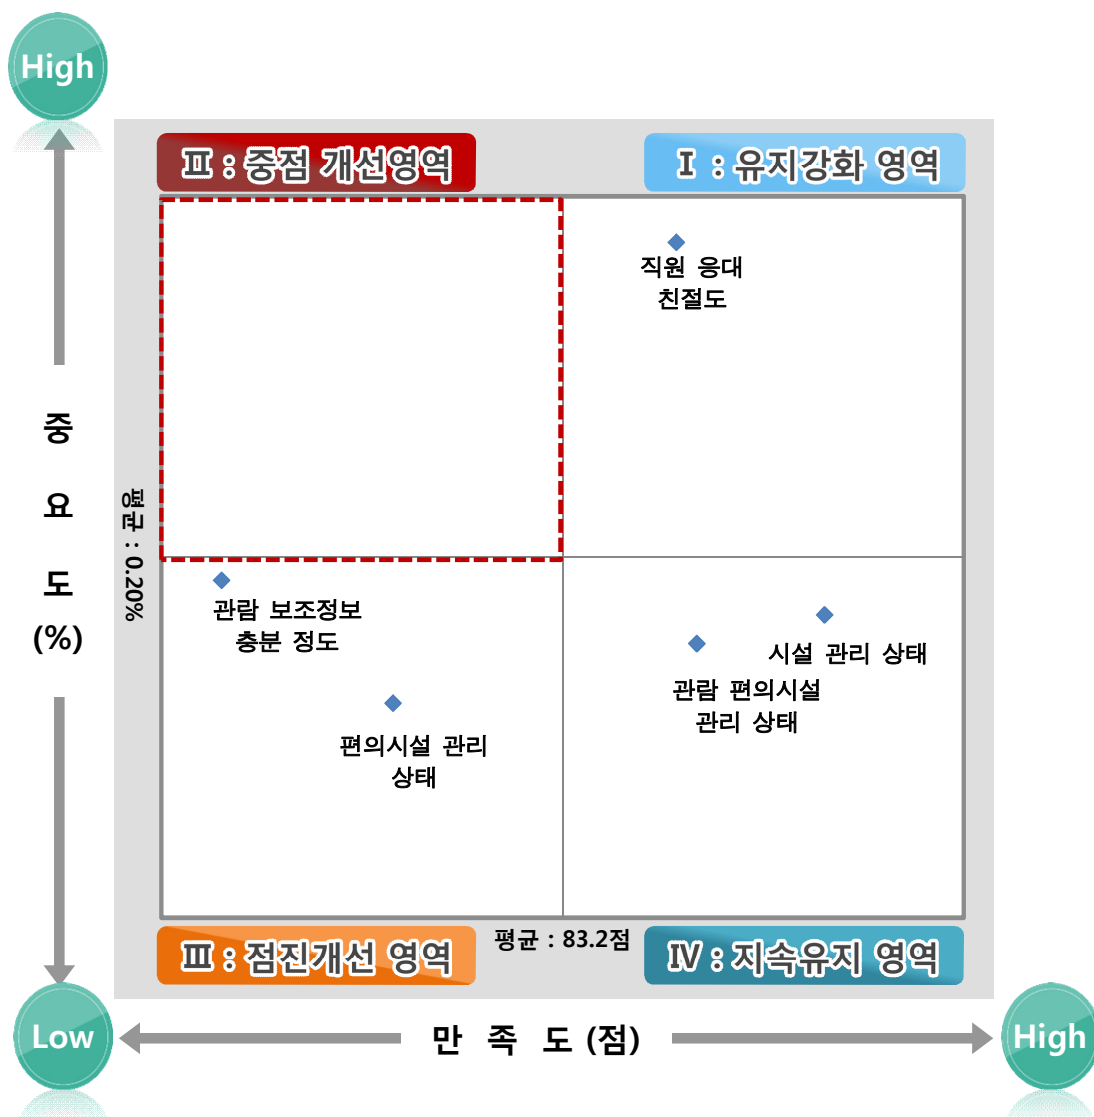 High
Ⅱ : 중점 개선영역
Ⅰ : 유지강화 영역
직원 응대
친절도
중
요
도
(%)
평균 : 0.20%
관람 보조정보
충분 정도
시설 관리 상태
관람 편의시설
관리 상태
편의시설 관리
상태
Ⅲ : 점진개선 영역
평균 : 83.2점
Ⅳ : 지속유지 영역
Low
만 족 도 (점)
High